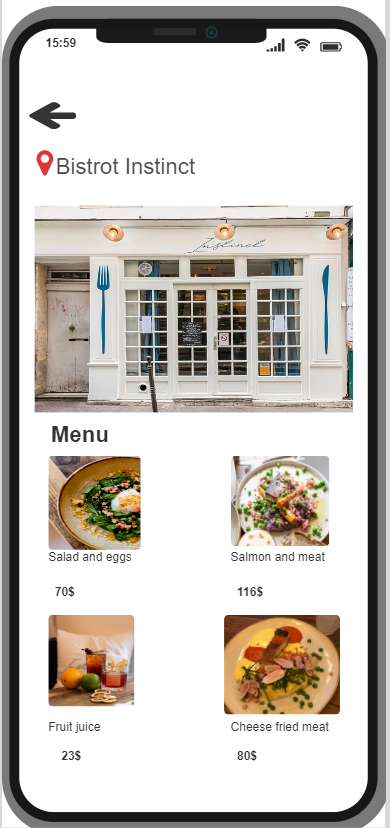 15:59
Bistrot Instinct
Instinct
Menu
Salad and eggs
Salmon and meat
70$
116$
Fruit juice
Cheese fried meat
23$
80$